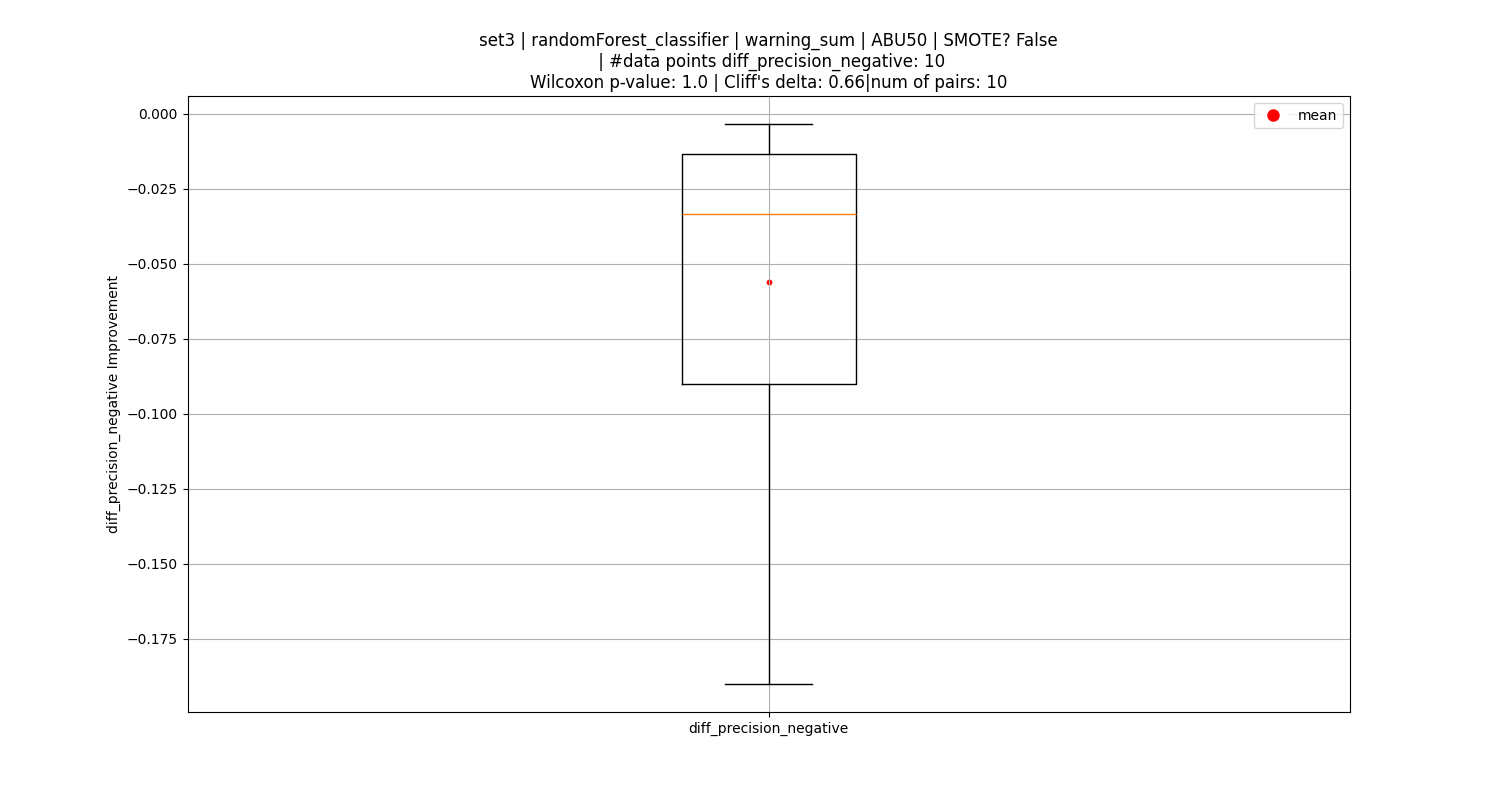 set3 | randomForest_classifier | warning_sum | ABU50 | SMOTE? False
| #data points diff_precision_negative: 10
Wilcoxon p-value: 1.0 | Cliff's delta: 0.66|num of pairs: 10
mean
0.000
−0.025
−0.050
−0.075
−0.100
−0.125
−0.150
−0.175
diff_precision_negative Improvement
diff_precision_negative